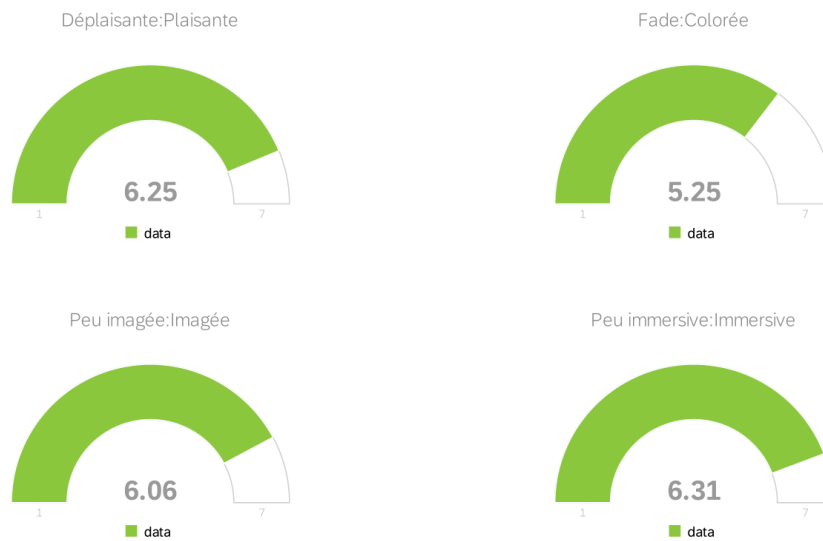 Déplaisante:Plaisante
6.25
1 7
data
Fade:Colorée
5.25
1 7
data
Peu imagée:Imagée
6.06
1 7
data
Peu immersive:Immersive
6.31
1 7
data